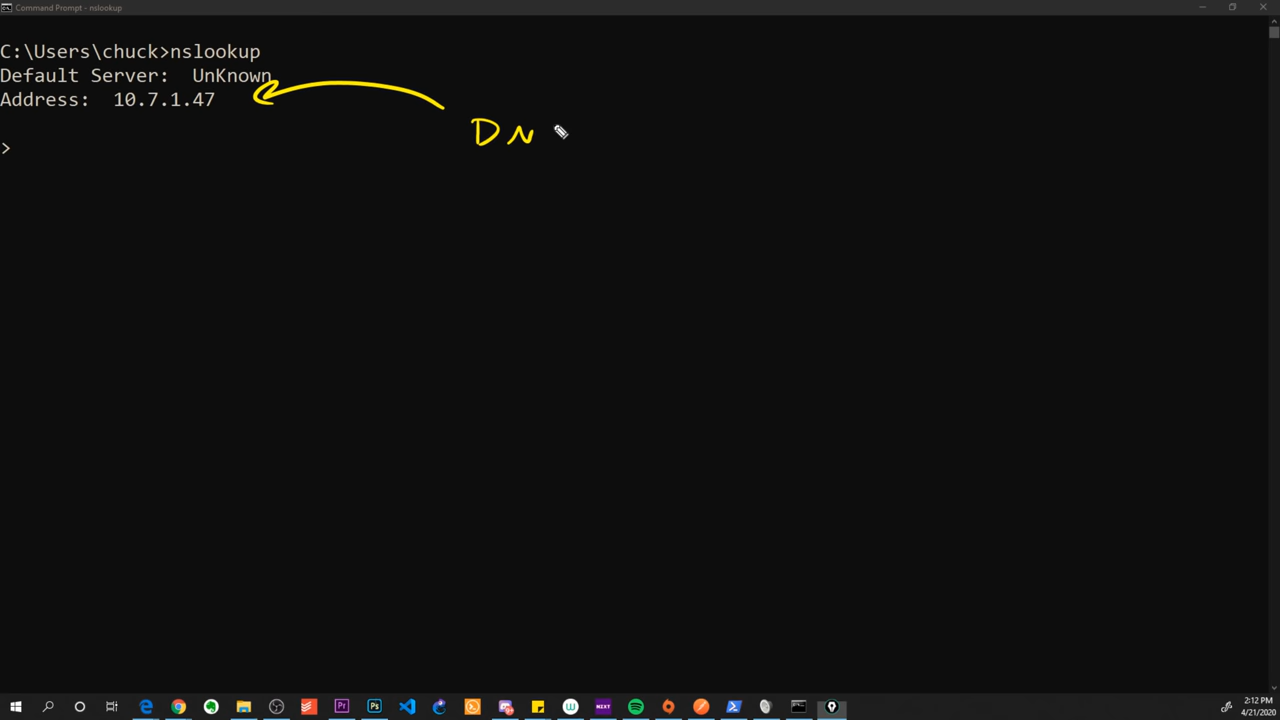 Command Prompt - nslookup
C:\Users\chuck>nslookup
Default Server:  UnKnown
Address:  10.7.1.47
D N
>
2:12 PM
4/21/2020